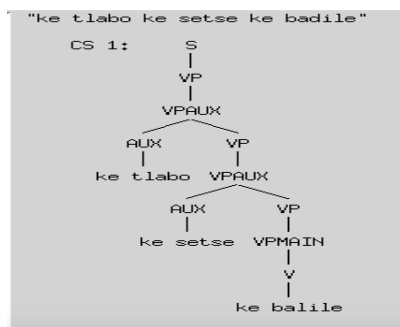 "ke tlabo ke setse ke badile"
CS 1: S
VP
VPAUX
AUX VP
ke tlabo VPAUX
AUX VP
ke setse VPMAIN
V
ke balile